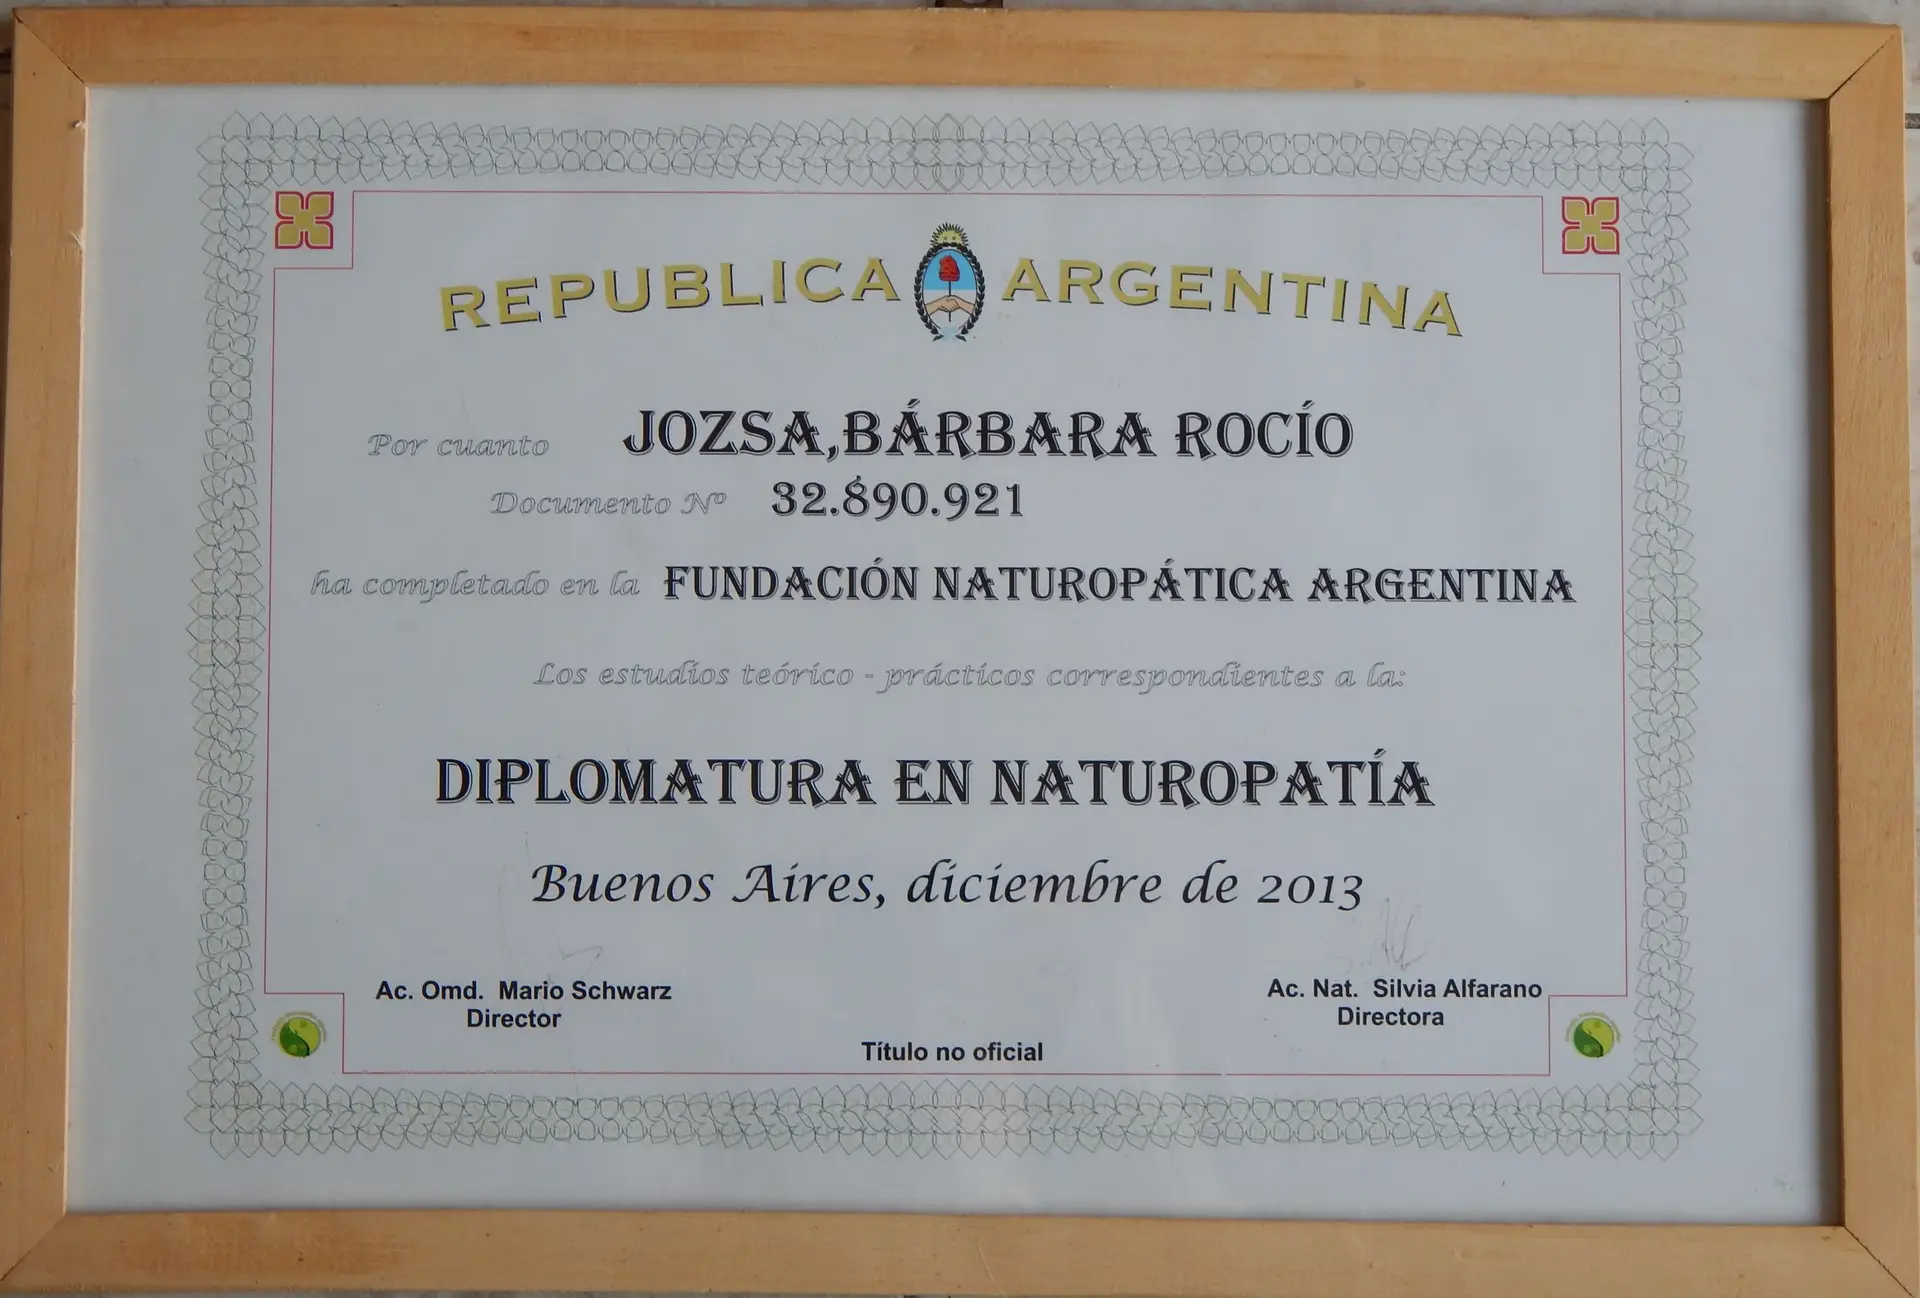 REPUBLICA ARGENTINA
Por cuanto JOZSA,BÁRBARA ROCÍO
Documento Nº 32.890.921
ha completado en la FUNDACIÓN NATUROPÁTICA ARGENTINA
Los estudios teórico - prácticos correspondientes a la:
DIPLOMATURA EN NATUROPATÍA
Buenos Aires, diciembre de 2013
Ac. Omd. Mario Schwarz
Director
Ac. Nat. Silvia Alfarano
Directora
Título no oficial